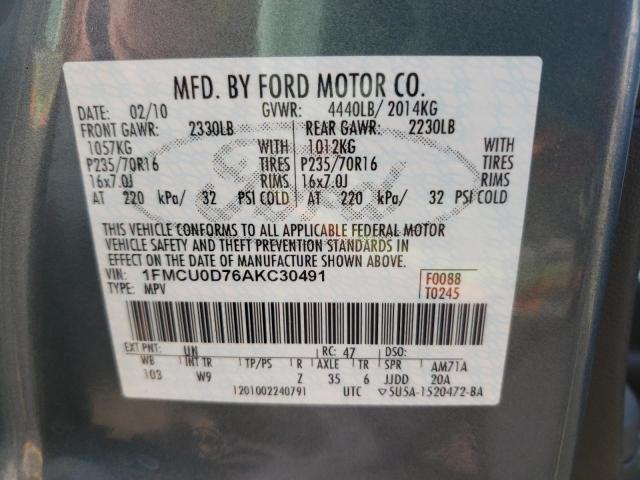 MFD. BY FORD MOTOR CO.
DATE: 02/10 GVWR: 4440LB/ 2014KG
FRONT GAWR: 2330LB REAR GAWR: 2230LB
1057KG WITH 1012KG WITH
P235/70R16 TIRES P235/70R16 TIRES
16x7.0J RIMS 16x7.0J RIMS
AT 220 kPa/ 32 PSI COLD AT 220 kPa/ 32 PSI COLD
Ford
THIS VEHICLE CONFORMS TO ALL APPLICABLE FEDERAL MOTOR
VEHICLE SAFETY AND THEFT PREVENTION STANDARDS IN
EFFECT ON THE DATE OF MANUFACTURE SHOWN ABOVE.
VIN: 1FMCU0D76AKC30491 F0088
TYPE: MPV T0245
EXT PNT: UN RC: 47 DSO:
WB INT TR TP/PS R AXLE TR AM71A
103 W9 Z 35 6 JJDD 20A
1201002240791 UTC ▽5U5A-1520472-BA